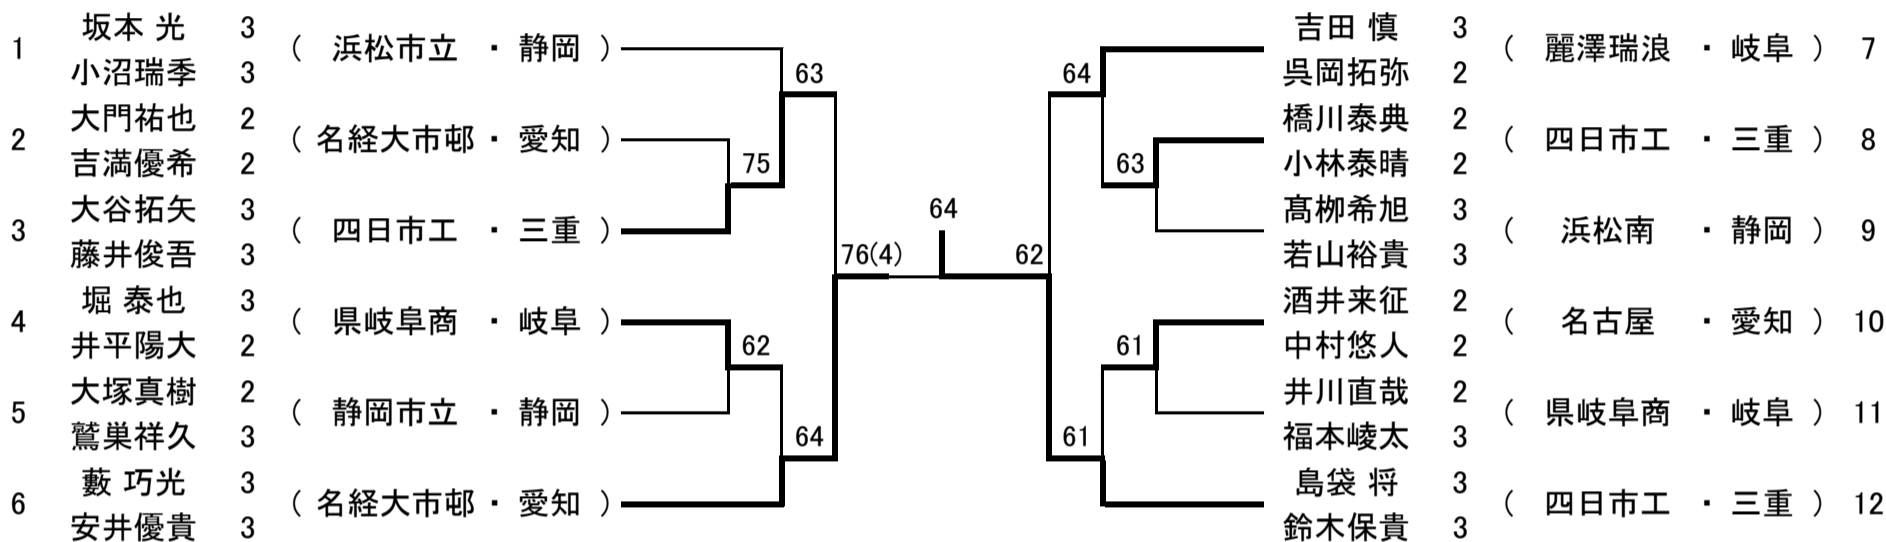 坂本 光 3
1 ( 浜松市立 ・ 静岡 )
小沼瑞季 3
大門祐也 2
2 ( 名経大市邨 ・ 愛知 )
吉満優希 2
大谷拓矢 3
3 ( 四日市工 ・ 三重 )
藤井俊吾 3
堀 泰也 3
4 ( 県岐阜商 ・ 岐阜 )
井平陽大 2
大塚真樹 2
5 ( 静岡市立 ・ 静岡 )
鷲巣祥久 3
藪 巧光 3
6 ( 名経大市邨 ・ 愛知 )
安井優貴 3
63
75
62
64
76(4)
64
62
64
63
61
61
吉田 慎 3
( 麗澤瑞浪 ・ 岐阜 ) 7
呉岡拓弥 2
橋川泰典 2
( 四日市工 ・ 三重 ) 8
小林泰晴 2
髙栁希旭 3
( 浜松南 ・ 静岡 ) 9
若山裕貴 3
酒井来征 2
( 名古屋 ・ 愛知 ) 10
中村悠人 2
井川直哉 2
( 県岐阜商 ・ 岐阜 ) 11
福本崚太 3
島袋 将 3
( 四日市工 ・ 三重 ) 12
鈴木保貴 3